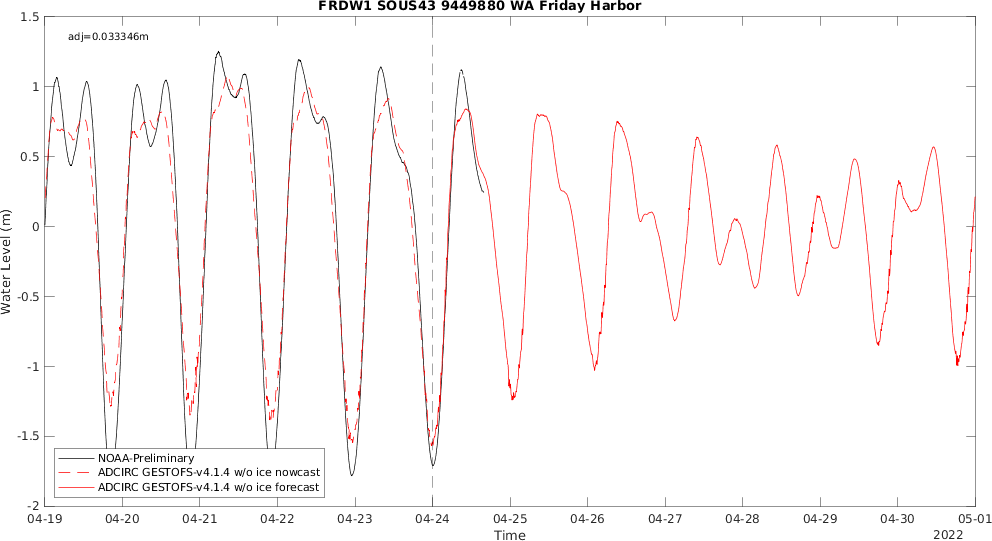 FRDW1 SOUS43 9449880 WA Friday Harbor
adj=0.033346m
1.5
1
0.5
0
-0.5
-1
-1.5
-2
Water Level (m)
NOAA-Preliminary
ADCIRC GESTOFS-v4.1.4 w/o ice nowcast
ADCIRC GESTOFS-v4.1.4 w/o ice forecast
04-19 04-20 04-21 04-22 04-23 04-24 04-25 04-26 04-27 04-28 04-29 04-30 05-01
Time
2022